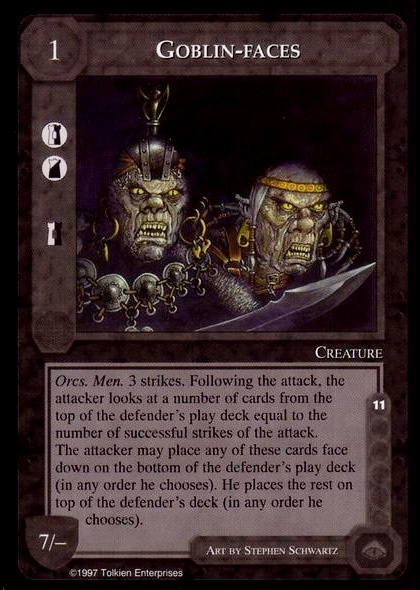 1
GOBLIN-FACES
CREATURE
Orcs. Men. 3 strikes. Following the attack, the
attacker looks at a number of cards from the
top of the defender's play deck equal to the
number of successful strikes of the attack.
The attacker may place any of these cards face
down on the bottom of the defender's play deck
(in any order he chooses). He places the rest on
top of the defender's deck (in any order he
chooses).
11
7/–
ART BY STEPHEN SCHWARTZ
©1997 Tolkien Enterprises